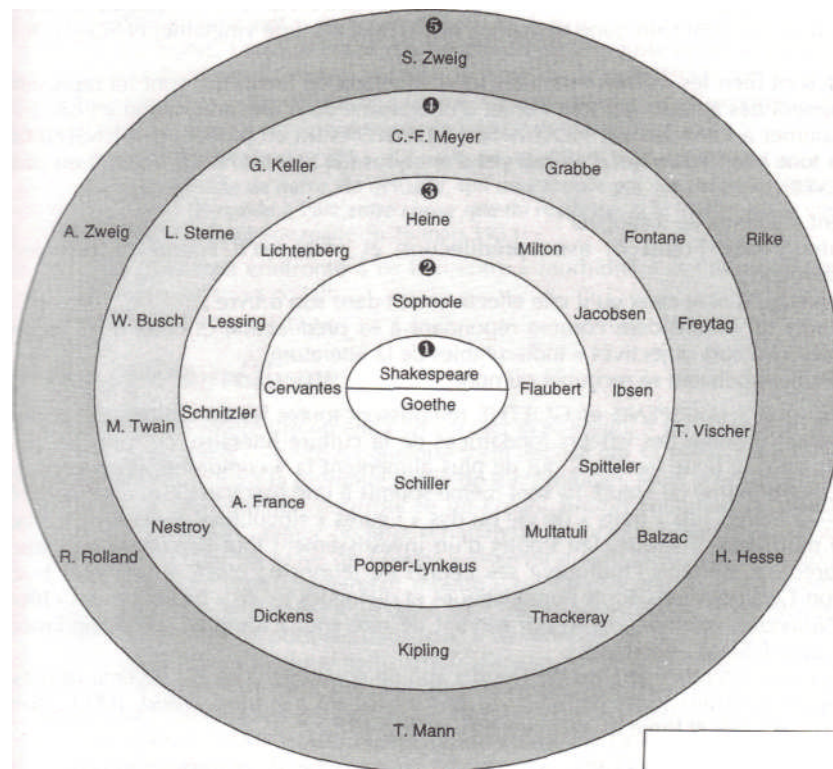 ❺
S. Zweig
❹
C.-F. Meyer
G. Keller
Grabbe
❸
Heine
A. Zweig
L. Sterne
Lichtenberg
Milton
Fontane
Rilke
❷
Sophocle
W. Busch
Lessing
Jacobsen
Freytag
❶
Shakespeare
Cervantes
Goethe
Flaubert
Ibsen
Schnitzler
M. Twain
T. Vischer
Spitteler
Schiller
A. France
Nestroy
Multatuli
Balzac
R. Rolland
H. Hesse
Popper-Lynkeus
Dickens
Thackeray
Kipling
T. Mann